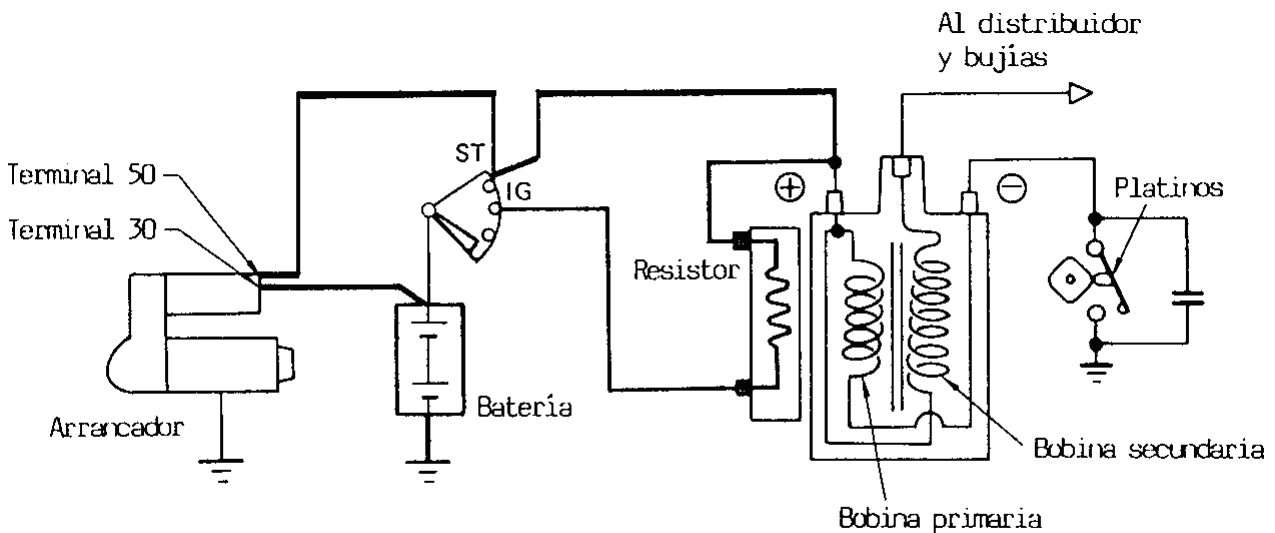 Al distribuidor
y bujías
ST
IG
Terminal 50
Terminal 30
+
−
Platinos
Resistor
Batería
Arrancador
Bobina secundaria
Bobina primaria